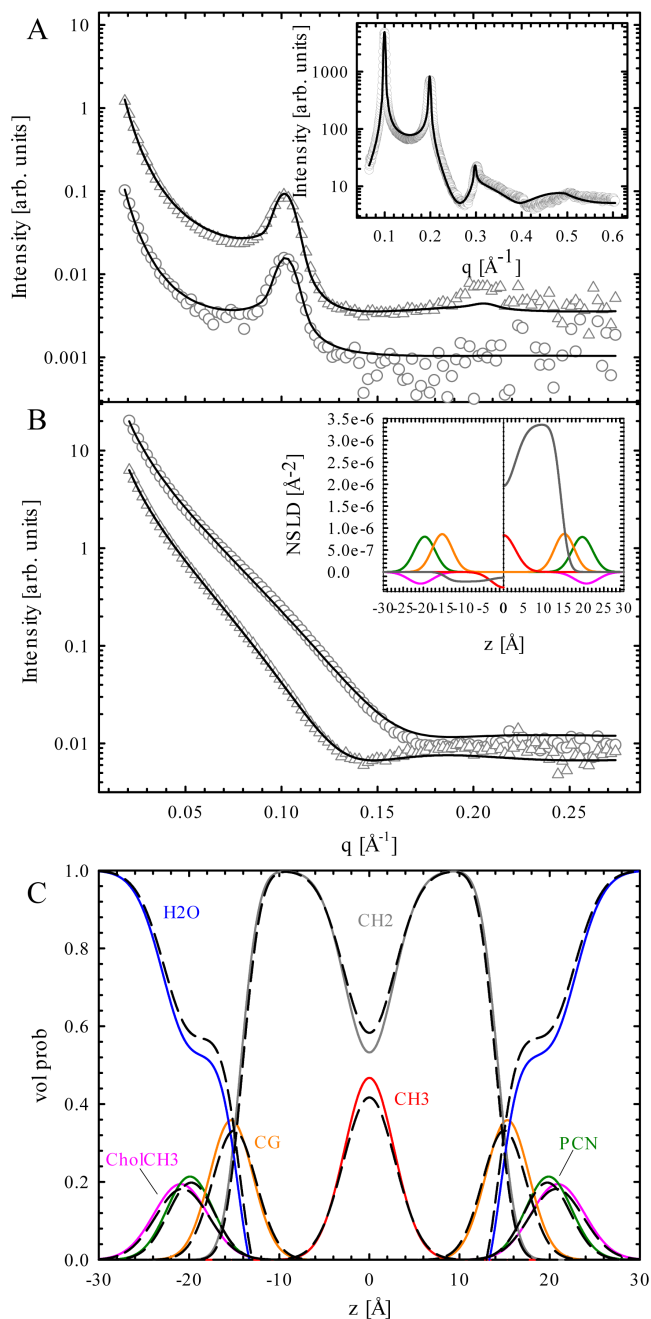 A
Intensity [arb. units]
10
1
0.1
0.01
0.001
Intensity [arb. units]
1000
100
10
0.1 0.2 0.3 0.4 0.5 0.6
q [Å-1]
B
Intensity [arb. units]
10
1
0.1
0.01
NSLD [Å-2]
3.5e-6
3.0e-6
2.5e-6
2.0e-6
1.5e-6
1.0e-6
5.0e-7
0.0
-30-25-20-15-10 -5 0 5 10 15 20 25 30
z [Å]
0.05 0.10 0.15 0.20 0.25
q [Å-1]
C
vol prob
1.0
0.8
0.6
0.4
0.2
0.0
H2O
CH2
CH3
CG
PCN
CholCH3
-30 -20 -10 0 10 20 30
z [Å]